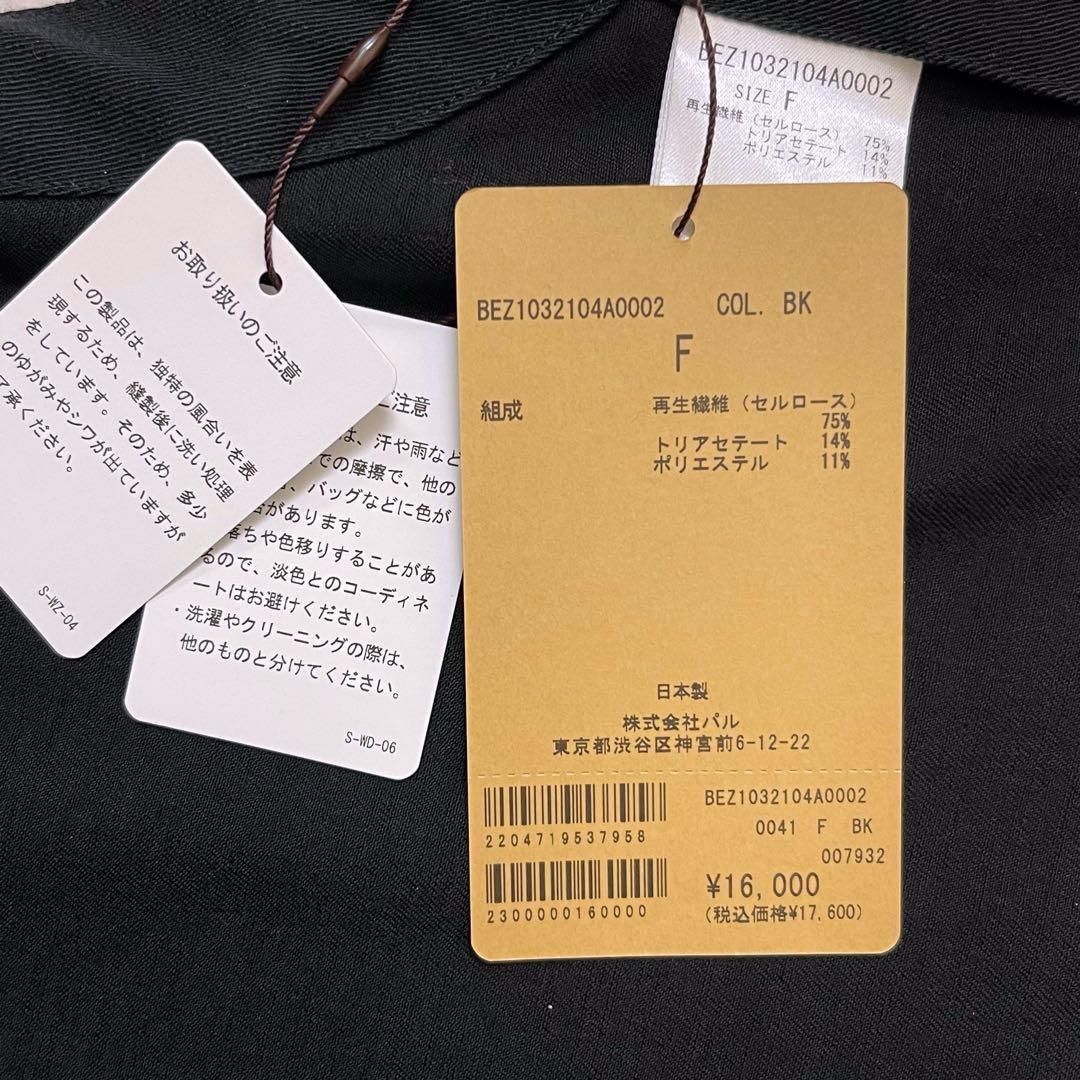 BEZ1032104A0002
SIZE F
再生繊維(セルロース)
75%
トリアセテート 14%
ポリエステル 11%
お取り扱いのご注意
この製品は、独特の風合いを表
現するため、縫製後に洗い処理
をしています。そのため、多少
のゆがみやシワが出ていますが
了承ください。
S-WZ-04
ご注意
は、汗や雨など
での摩擦で、他の
、バッグなどに色が
合があります。
落ちや色移りすることがあ
るので、淡色とのコーディネ
ートはお避けください。
・洗濯やクリーニングの際は、
他のものと分けてください。
S-WD-06
BEZ1032104A0002 COL. BK
F
組成 再生繊維(セルロース)
75%
トリアセテート 14%
ポリエステル 11%
日本製
株式会社パル
東京都渋谷区神宮前6-12-22
2204719537958
2300000160000
BEZ1032104A0002
0041 F BK
007932
¥16,000
(税込価格¥17,600)